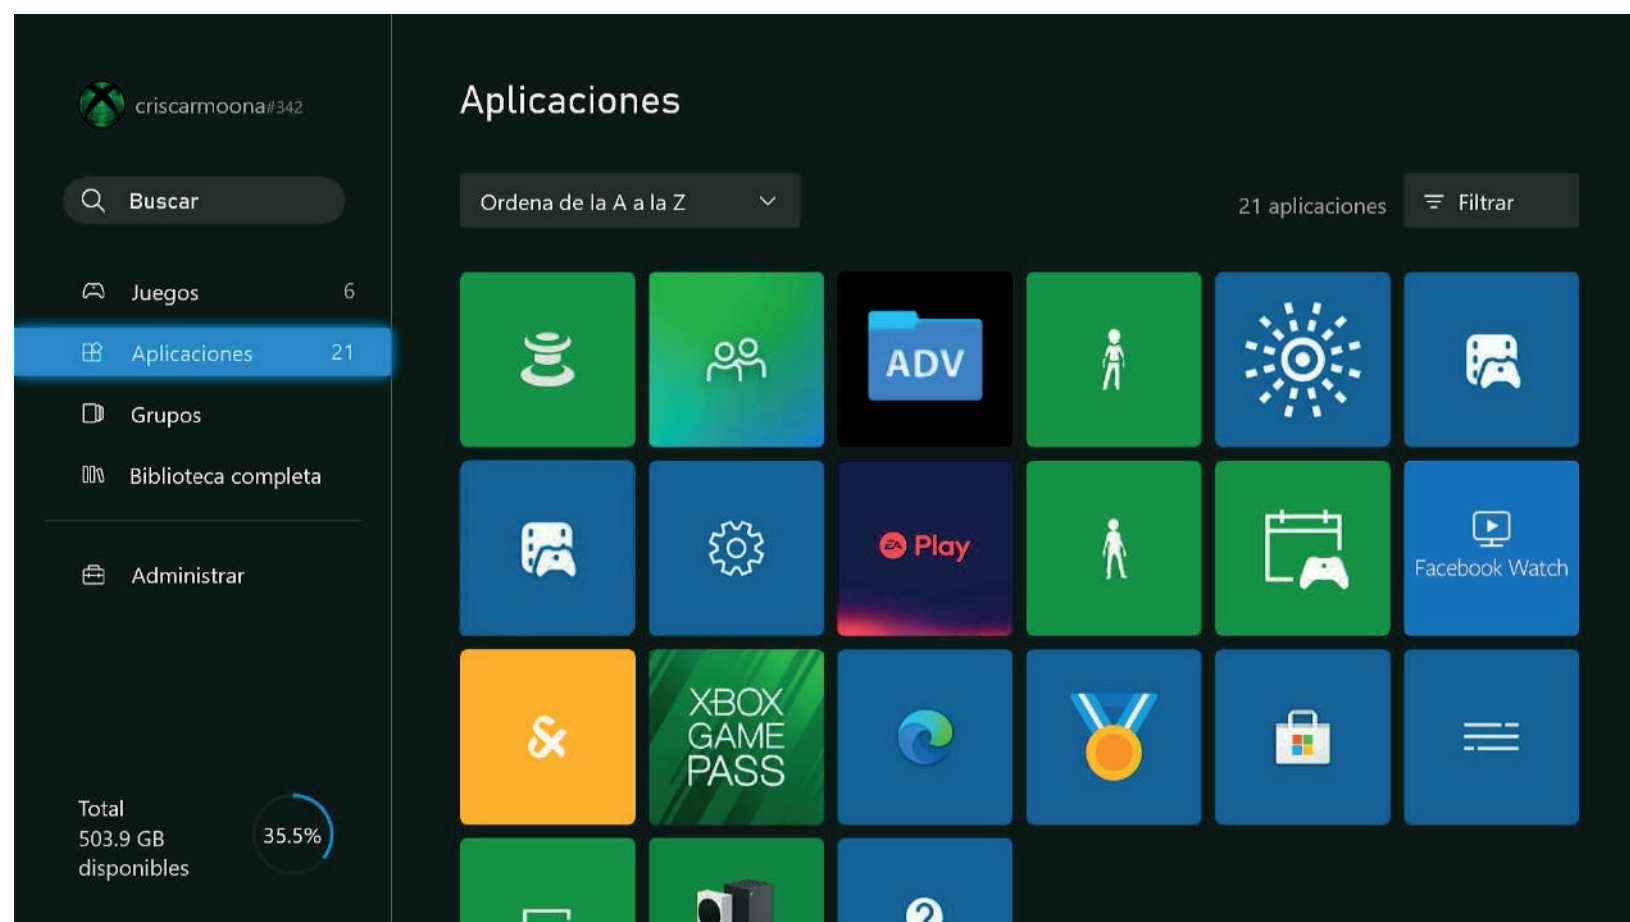 criscarmoona#342
Buscar
Juegos 6
Aplicaciones 21
Grupos
Biblioteca completa
Administrar
Total
503.9 GB
disponibles
35.5%
Aplicaciones
Ordena de la A a la Z
21 aplicaciones
Filtrar
ADV
EA Play
Facebook Watch
XBOX
GAME
PASS
?